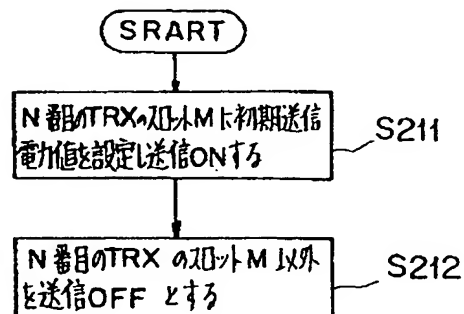 SRART
N番目のTRXのスロットMに初期送信
電力値を設定し送信ONする
S211
N番目のTRXのスロットM以外
を送信OFFとする
S212